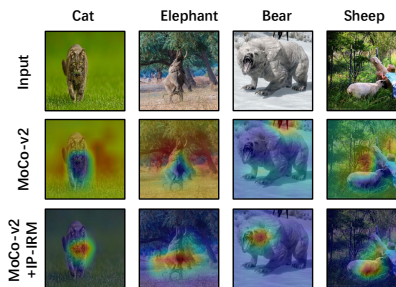 Cat Elephant Bear Sheep
Input
MoCo-v2
MoCo-v2
+IP-IRM